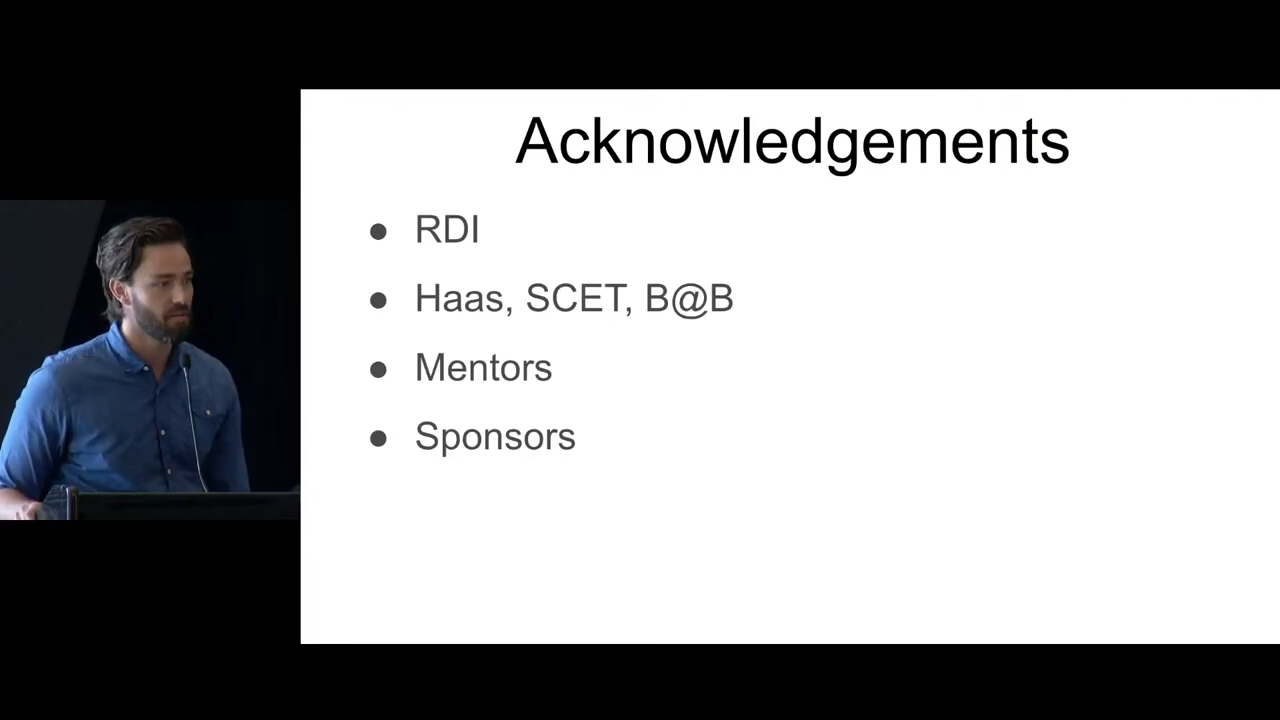 Acknowledgements
● RDI
● Haas, SCET, B@B
● Mentors
● Sponsors